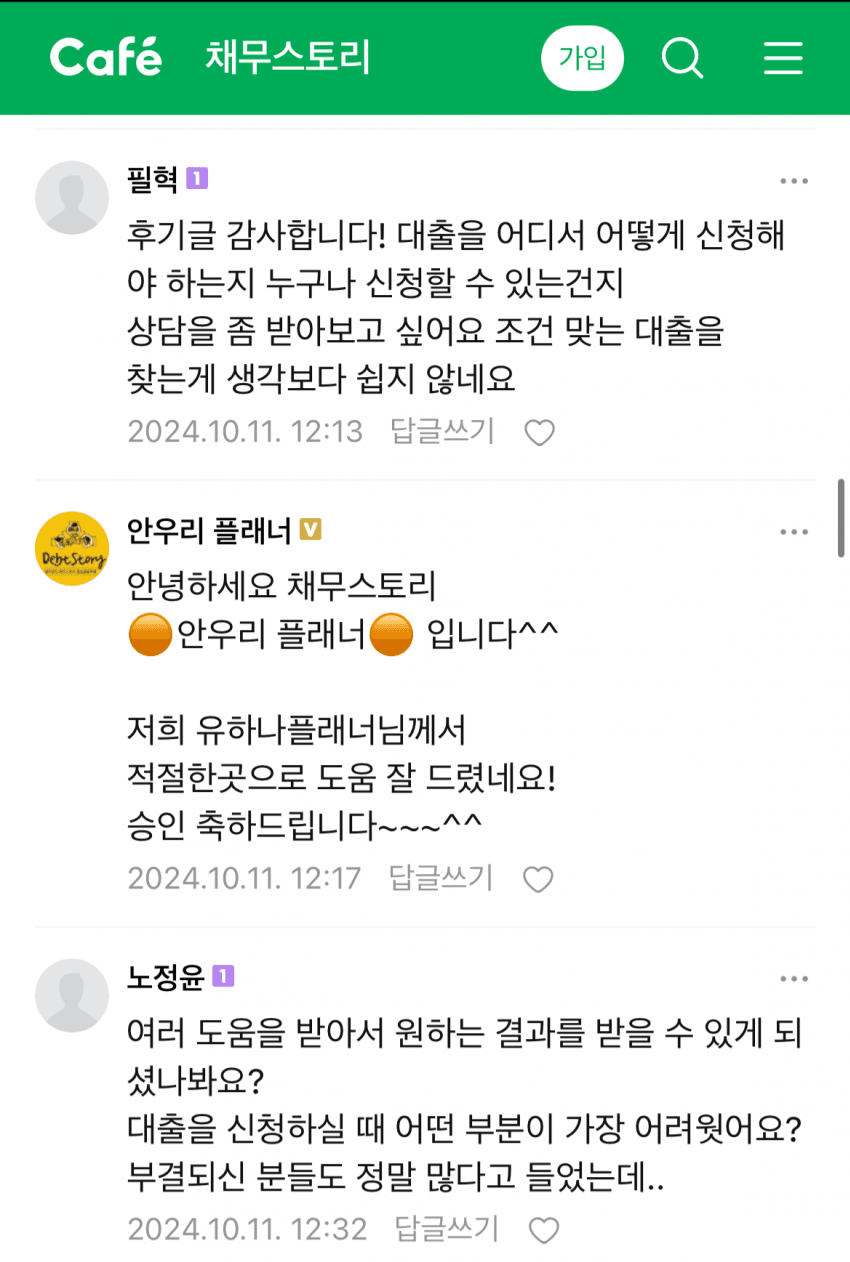 Café 채무스토리 가입
필혁 1
후기글 감사합니다! 대출을 어디서 어떻게 신청해
야 하는지 누구나 신청할 수 있는건지
상담을 좀 받아보고 싶어요 조건 맞는 대출을
찾는게 생각보다 쉽지 않네요
2024.10.11. 12:13 답글쓰기
안우리 플래너 V
Debt Story
안녕하세요 채무스토리
🟠안우리 플래너🟠 입니다^^
저희 유하나플래너님께서
적절한곳으로 도움 잘 드렸네요!
승인 축하드립니다~~~^^
2024.10.11. 12:17 답글쓰기
노정윤 1
여러 도움을 받아서 원하는 결과를 받을 수 있게 되
셨나봐요?
대출을 신청하실 때 어떤 부분이 가장 어려웟어요?
부결되신 분들도 정말 많다고 들었는데..
2024.10.11. 12:32 답글쓰기